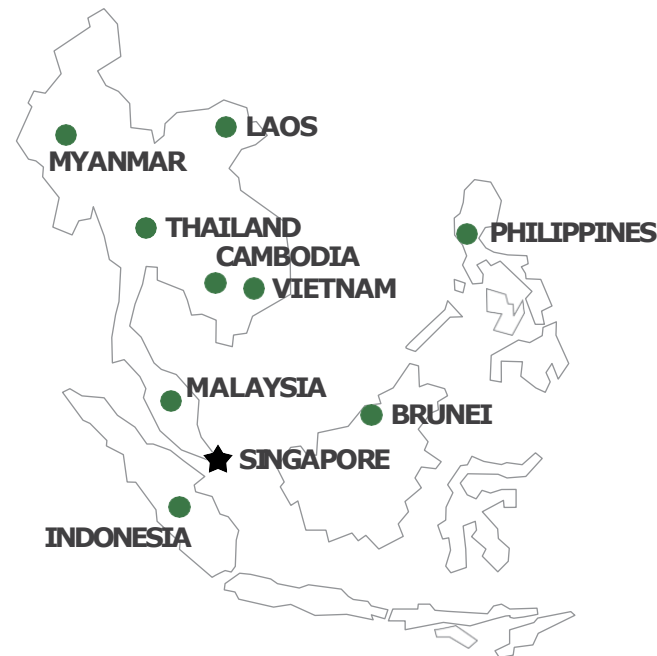 LAOS
MYANMAR
THAILAND
PHILIPPINES
CAMBODIA
VIETNAM
MALAYSIA
BRUNEI
SINGAPORE
INDONESIA